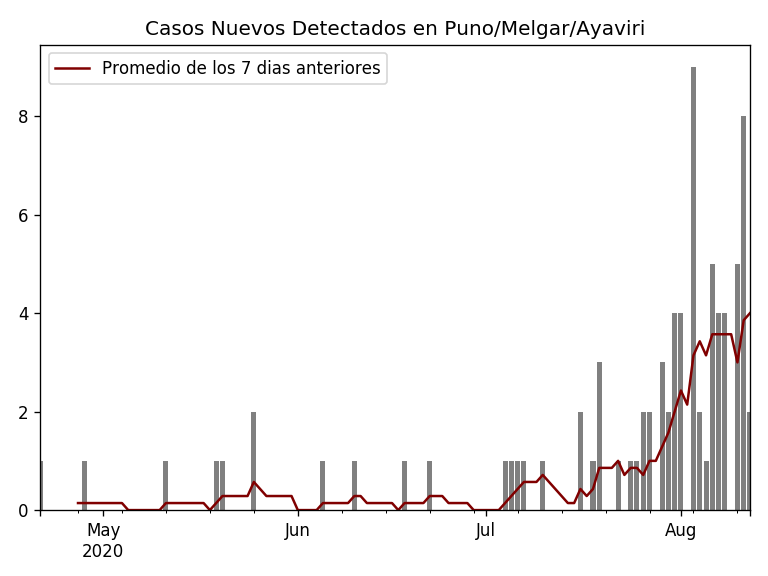 Casos Nuevos Detectados en Puno/Melgar/Ayaviri
Promedio de los 7 dias anteriores
8
6
4
2
0
May Jun Jul Aug
2020